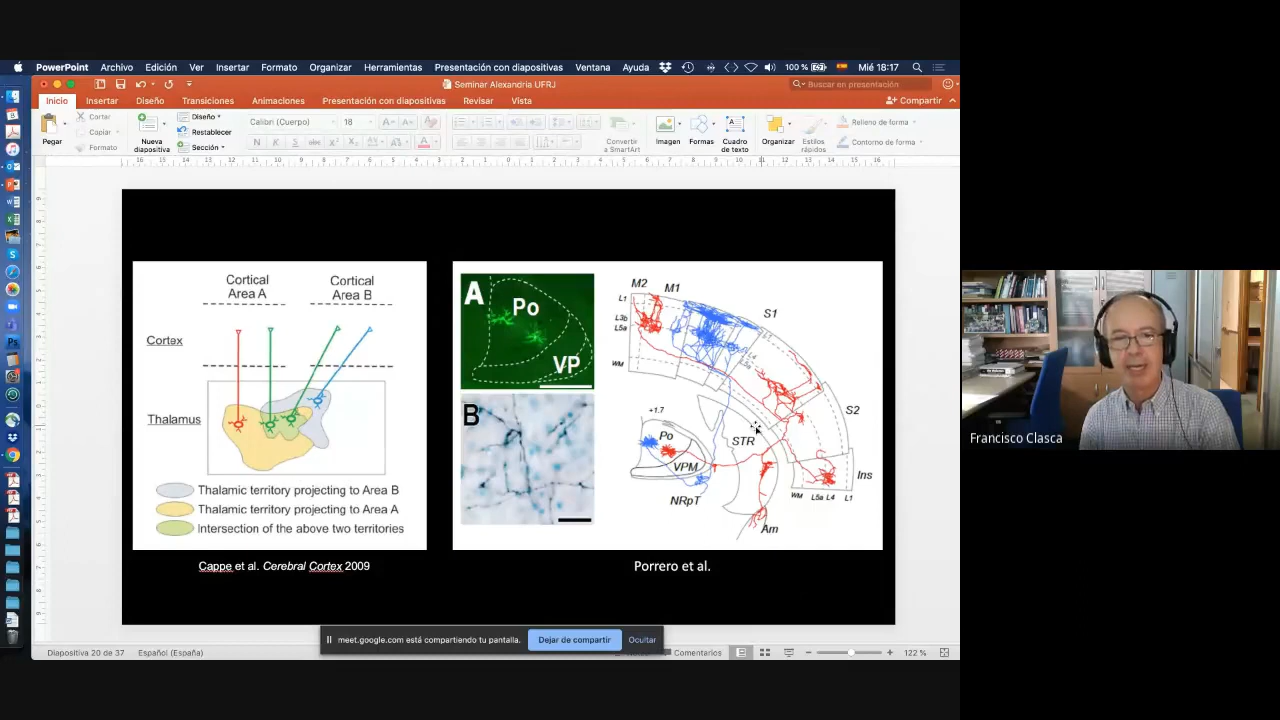 PowerPoint Archivo Edición Ver Insertar Formato Organizar Herramientas Presentación con diapositivas Ventana Ayuda 100 % Mié 18:17
Seminar Alexandria UFRJ
Buscar en presentación
Inicio Insertar Diseño Transiciones Animaciones Presentación con diapositivas Revisar Vista
Compartir
Pegar
Cortar
Copiar
Formato
Nueva diapositiva
Diseño
Restablecer
Sección
Calibri (Cuerpo) 18
Convertir a SmartArt
Imagen
Formas
Cuadro de texto
Organizar
Estilos rápidos
Relleno de forma
Contorno de forma
Cortical Area A
Cortical Area B
Cortex
Thalamus
Thalamic territory projecting to Area B
Thalamic territory projecting to Area A
Intersection of the above two territories
Cappe et al. Cerebral Cortex 2009
A
Po
VP
B
M2 M1
L1
L3b
L5a
WM
S1
S2
Ins
WM L5a L4 L1
+1.7
Po
VPM
STR
NRpT
Am
Porrero et al.
Francisco Clasca
meet.google.com está compartiendo tu pantalla.
Dejar de compartir
Ocultar
Diapositiva 20 de 37 Español (España)
Comentarios
122 %